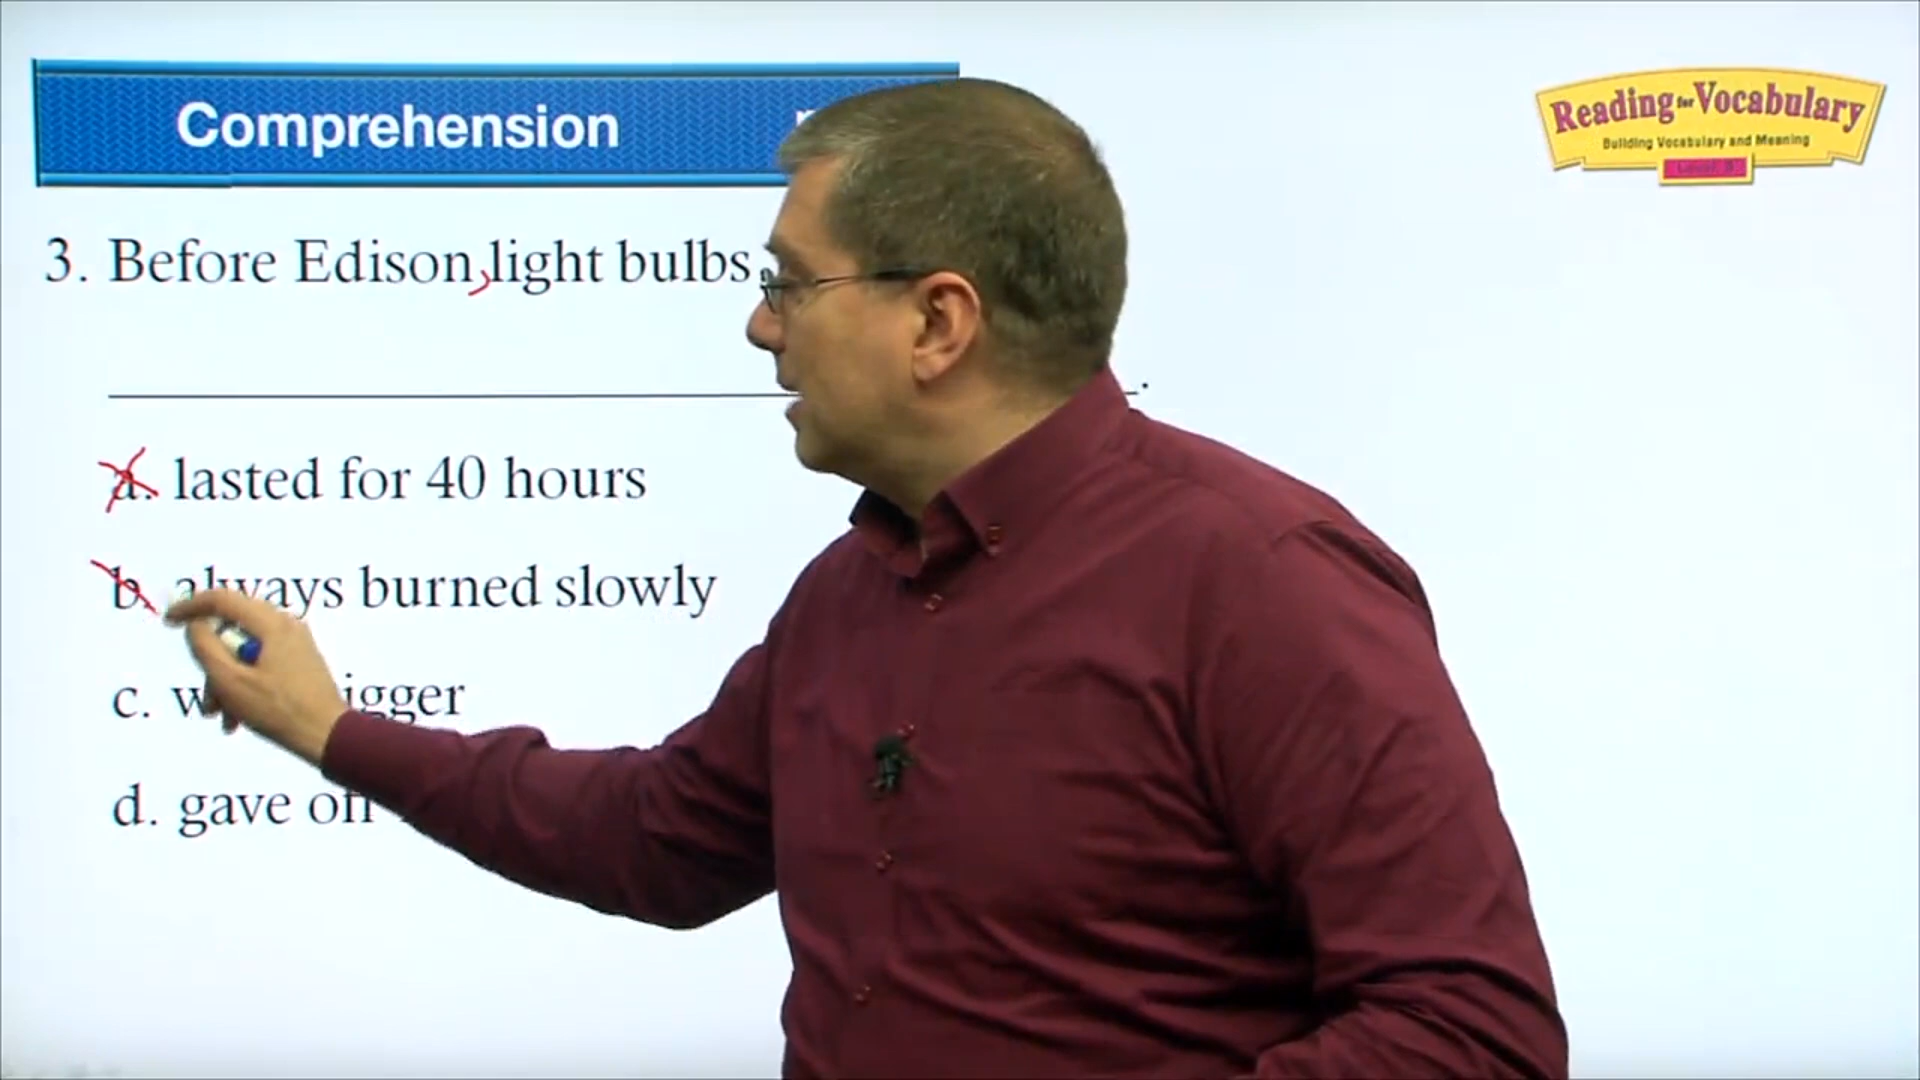 Comprehension
Reading for Vocabulary
Building Vocabulary and Meaning
3. Before Edison, light bulbs
.
a. lasted for 40 hours
b. always burned slowly
c.
d. gave off